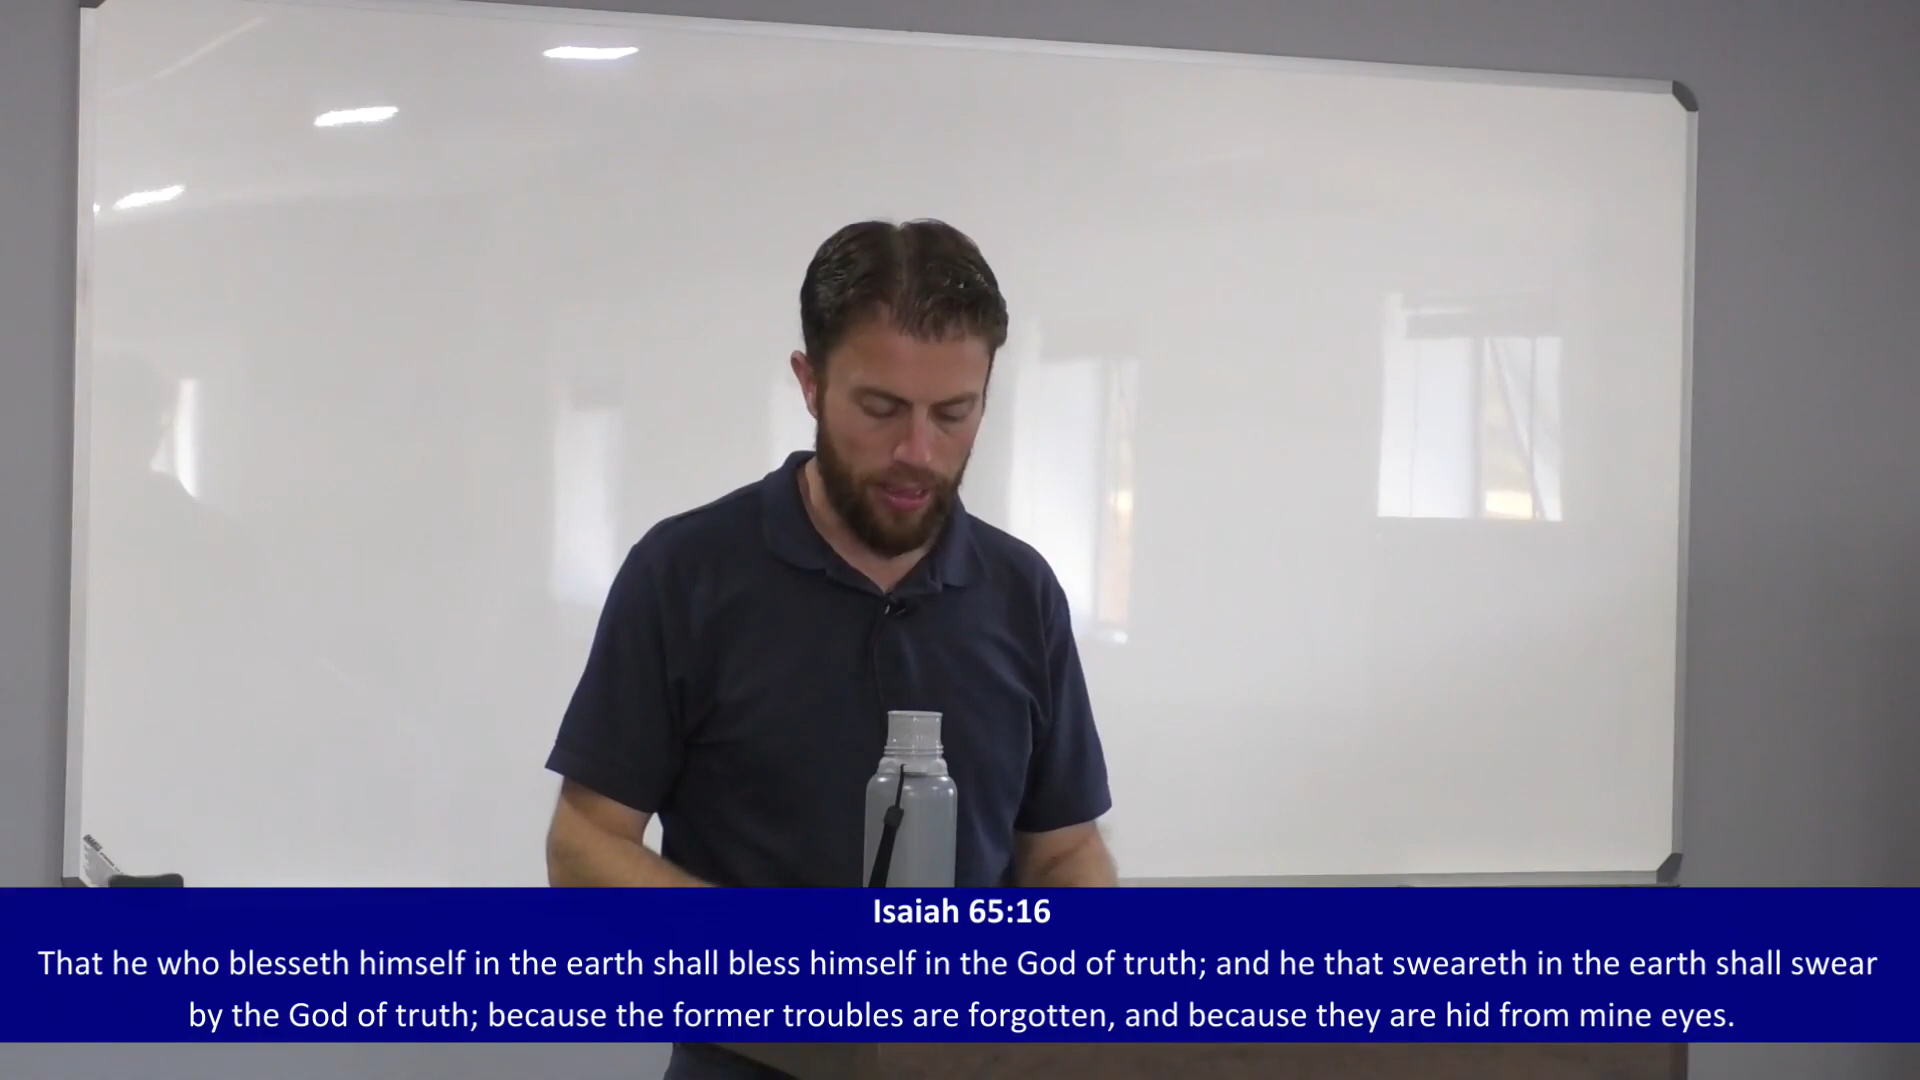 Isaiah 65:16
That he who blesseth himself in the earth shall bless himself in the God of truth; and he that sweareth in the earth shall swear
by the God of truth; because the former troubles are forgotten, and because they are hid from mine eyes.